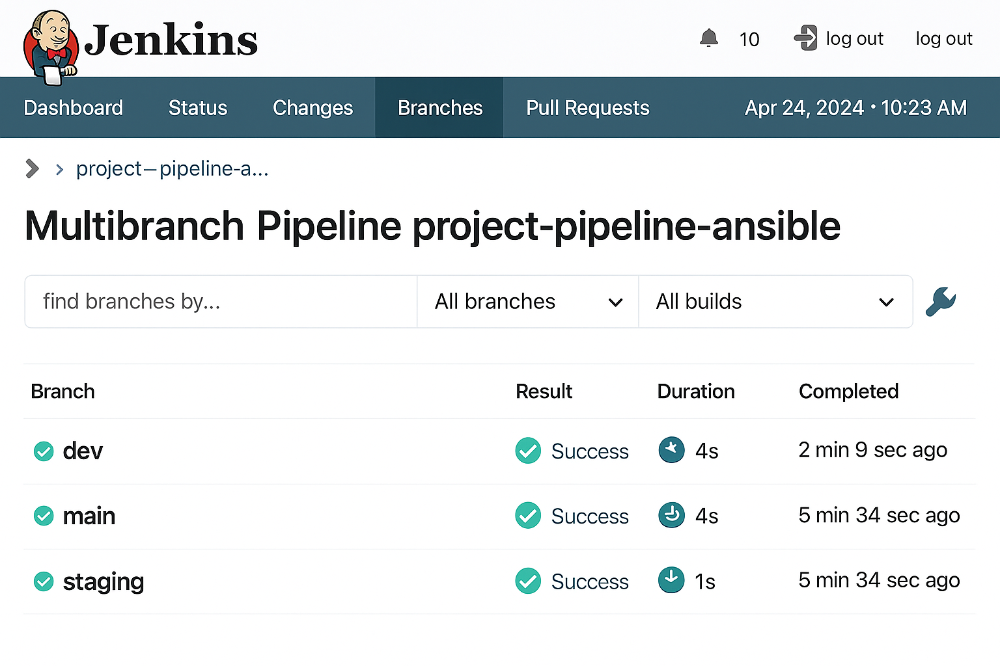 Jenkins
10 log out log out
Dashboard Status Changes Branches Pull Requests Apr 24, 2024 • 10:23 AM
project–pipeline-a...
Multibranch Pipeline project-pipeline-ansible
find branches by... All branches All builds
Branch Result Duration Completed
dev Success 4s 2 min 9 sec ago
main Success 4s 5 min 34 sec ago
staging Success 1s 5 min 34 sec ago